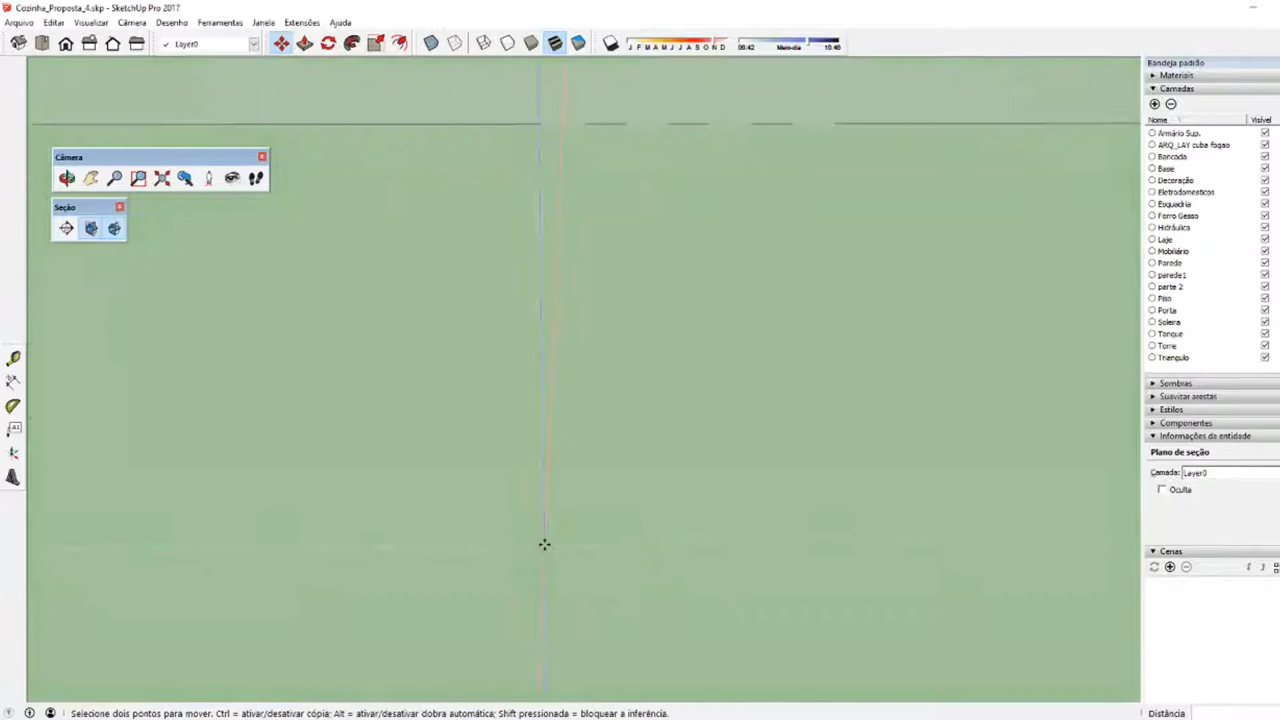 Cozinha_Proposta_4.skp - SketchUp Pro 2017
Arquivo Editar Visualizar Câmera Desenho Ferramentas Janela Extensões Ajuda
Layer0
J F M A M J J A S O N D
06:42 Meio-dia 18:46
Bandeja padrão
Materiais
Camadas
Nome Visível
Armário Sup.
ARQ_LAY cuba fogao
Bancada
Base
Decoração
Eletrodomesticos
Esquadria
Forro Gesso
Hidráulica
Laje
Mobiliário
Parede
parede1
parte 2
Piso
Porta
Soleira
Tanque
Torre
Triangulo
Sombras
Suavizar arestas
Estilos
Componentes
Informações da entidade
Plano de seção
Camada: Layer0
Oculta
Cenas
Câmera
Seção
Selecione dois pontos para mover. Ctrl = ativar/desativar cópia; Alt = ativar/desativar dobra automática; Shift pressionada = bloquear a inferência.
Distância